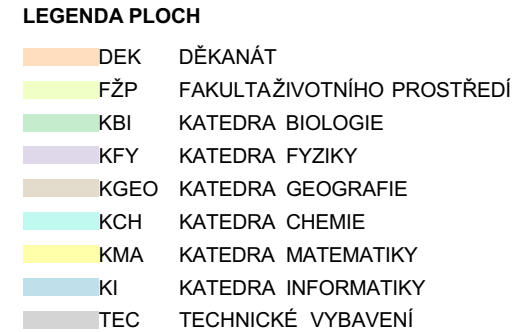 LEGENDA PLOCH
DEK DĚKANÁT
FŽP FAKULTAŽIVOTNÍHO PROSTŘEDÍ
KBI KATEDRA BIOLOGIE
KFY KATEDRA FYZIKY
KGEO KATEDRA GEOGRAFIE
KCH KATEDRA CHEMIE
KMA KATEDRA MATEMATIKY
KI KATEDRA INFORMATIKY
TEC TECHNICKÉ VYBAVENÍ